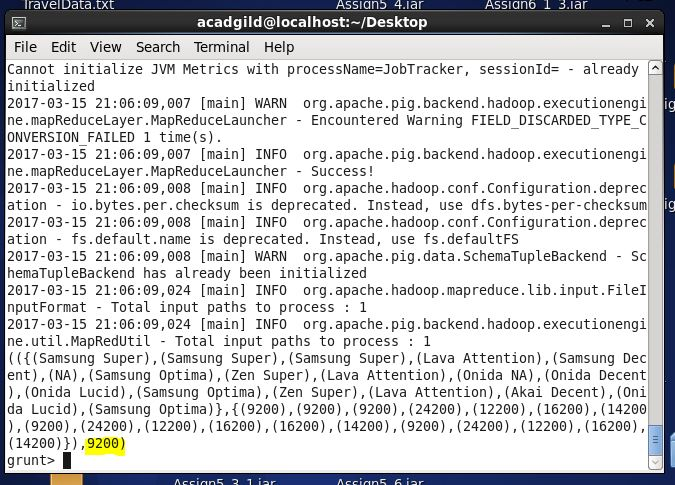 TravelData.txt
Assign5_4.jar
Assign6_1_3.jar
acadgild@localhost:~/Desktop
File Edit View Search Terminal Help
Cannot initialize JVM Metrics with processName=JobTracker, sessionId= - already
initialized
2017-03-15 21:06:09,007 [main] WARN  org.apache.pig.backend.hadoop.executionengi
ne.mapReduceLayer.MapReduceLauncher - Encountered Warning FIELD_DISCARDED_TYPE_C
ONVERSION_FAILED 1 time(s).
2017-03-15 21:06:09,007 [main] INFO  org.apache.pig.backend.hadoop.executionengi
ne.mapReduceLayer.MapReduceLauncher - Success!
2017-03-15 21:06:09,008 [main] INFO  org.apache.hadoop.conf.Configuration.deprec
ation - io.bytes.per.checksum is deprecated. Instead, use dfs.bytes-per-checksum
2017-03-15 21:06:09,008 [main] INFO  org.apache.hadoop.conf.Configuration.deprec
ation - fs.default.name is deprecated. Instead, use fs.defaultFS
2017-03-15 21:06:09,008 [main] WARN  org.apache.pig.data.SchemaTupleBackend - Sc
hemaTupleBackend has already been initialized
2017-03-15 21:06:09,024 [main] INFO  org.apache.hadoop.mapreduce.lib.input.FileI
nputFormat - Total input paths to process : 1
2017-03-15 21:06:09,024 [main] INFO  org.apache.pig.backend.hadoop.executionengi
ne.util.MapRedUtil - Total input paths to process : 1
(({(Samsung Super),(Samsung Super),(Samsung Super),(Lava Attention),(Samsung Dec
ent),(NA),(Samsung Optima),(Zen Super),(Lava Attention),(Onida NA),(Onida Decent
),(Onida Lucid),(Samsung Optima),(Zen Super),(Lava Attention),(Akai Decent),(Oni
da Lucid),(Samsung Optima)},{(9200),(9200),(9200),(24200),(12200),(16200),(14200
),(9200),(24200),(12200),(16200),(16200),(14200),(9200),(24200),(12200),(16200),
(14200)}),9200)
grunt>
Assign5_3_1.jar
Assign5_6.jar